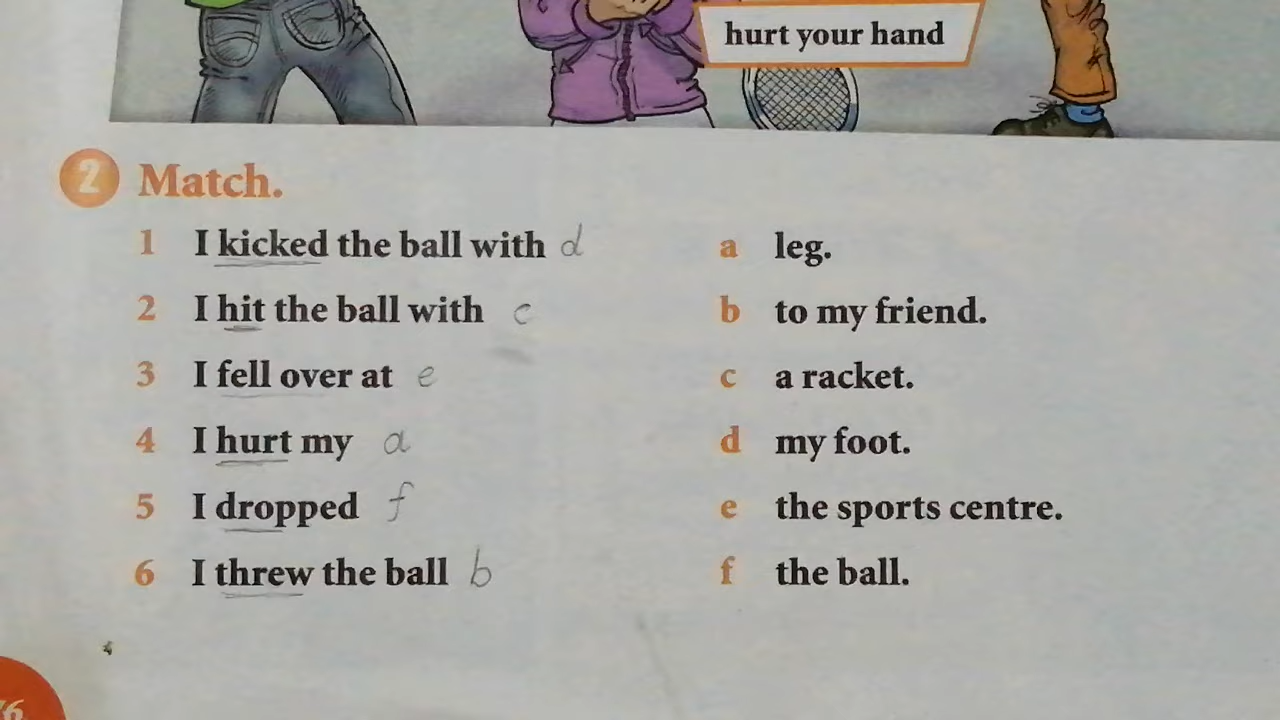 hurt your hand
2 Match.
1 I kicked the ball with d
a leg.
2 I hit the ball with c
b to my friend.
3 I fell over at e
c a racket.
4 I hurt my a
d my foot.
5 I dropped f
e the sports centre.
6 I threw the ball b
f the ball.